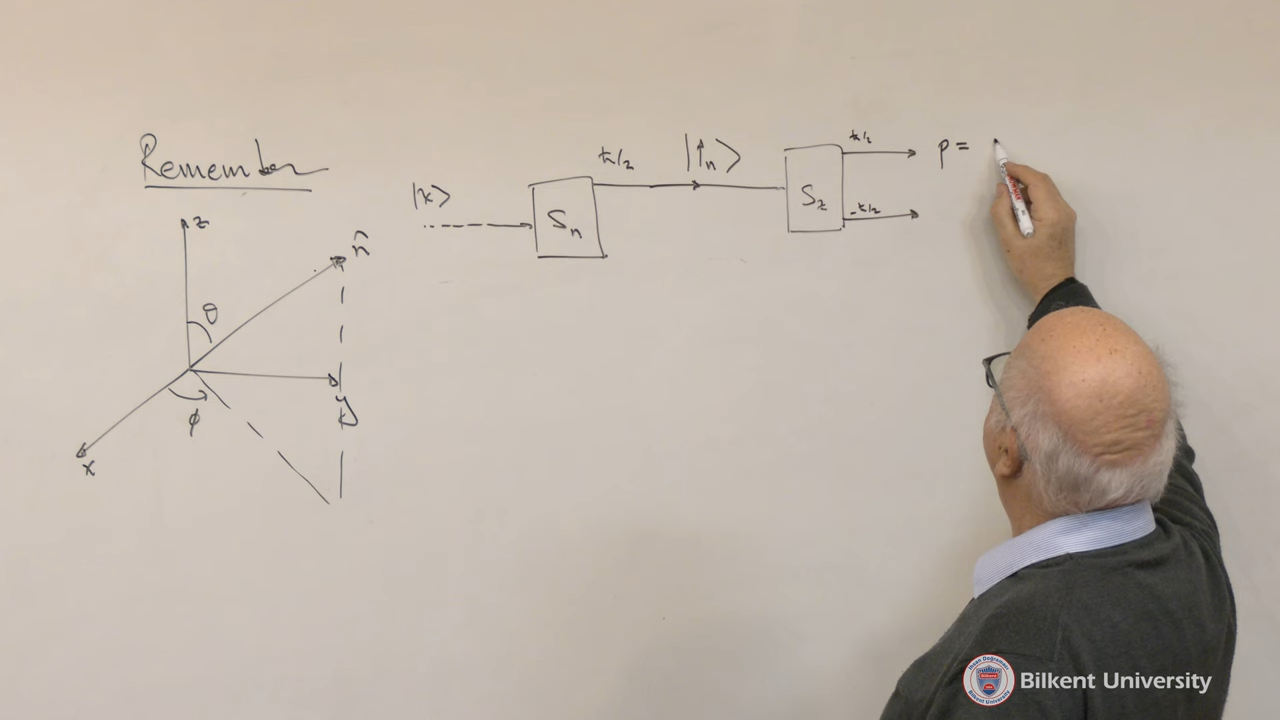 Remember
ħ/2
|↑n⟩
ħ/2
p =
|x⟩
Sn
Sz
-ħ/2
z
n̂
θ
y
ϕ
x
Bilkent University